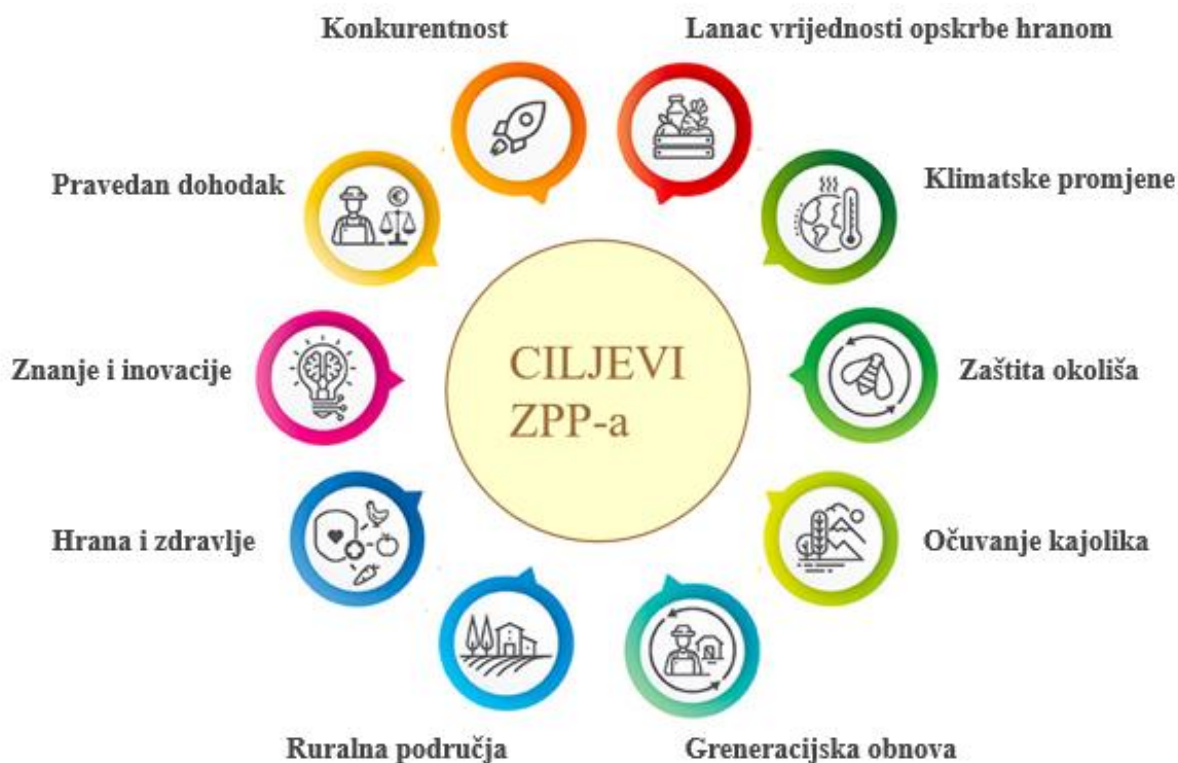 Konkurentnost
Lanac vrijednosti opskrbe hranom
Pravedan dohodak
Klimatske promjene
Znanje i inovacije
CILJEVI
ZPP-a
Zaštita okoliša
Hrana i zdravlje
Očuvanje kajolika
Ruralna područja
Greneracijska obnova